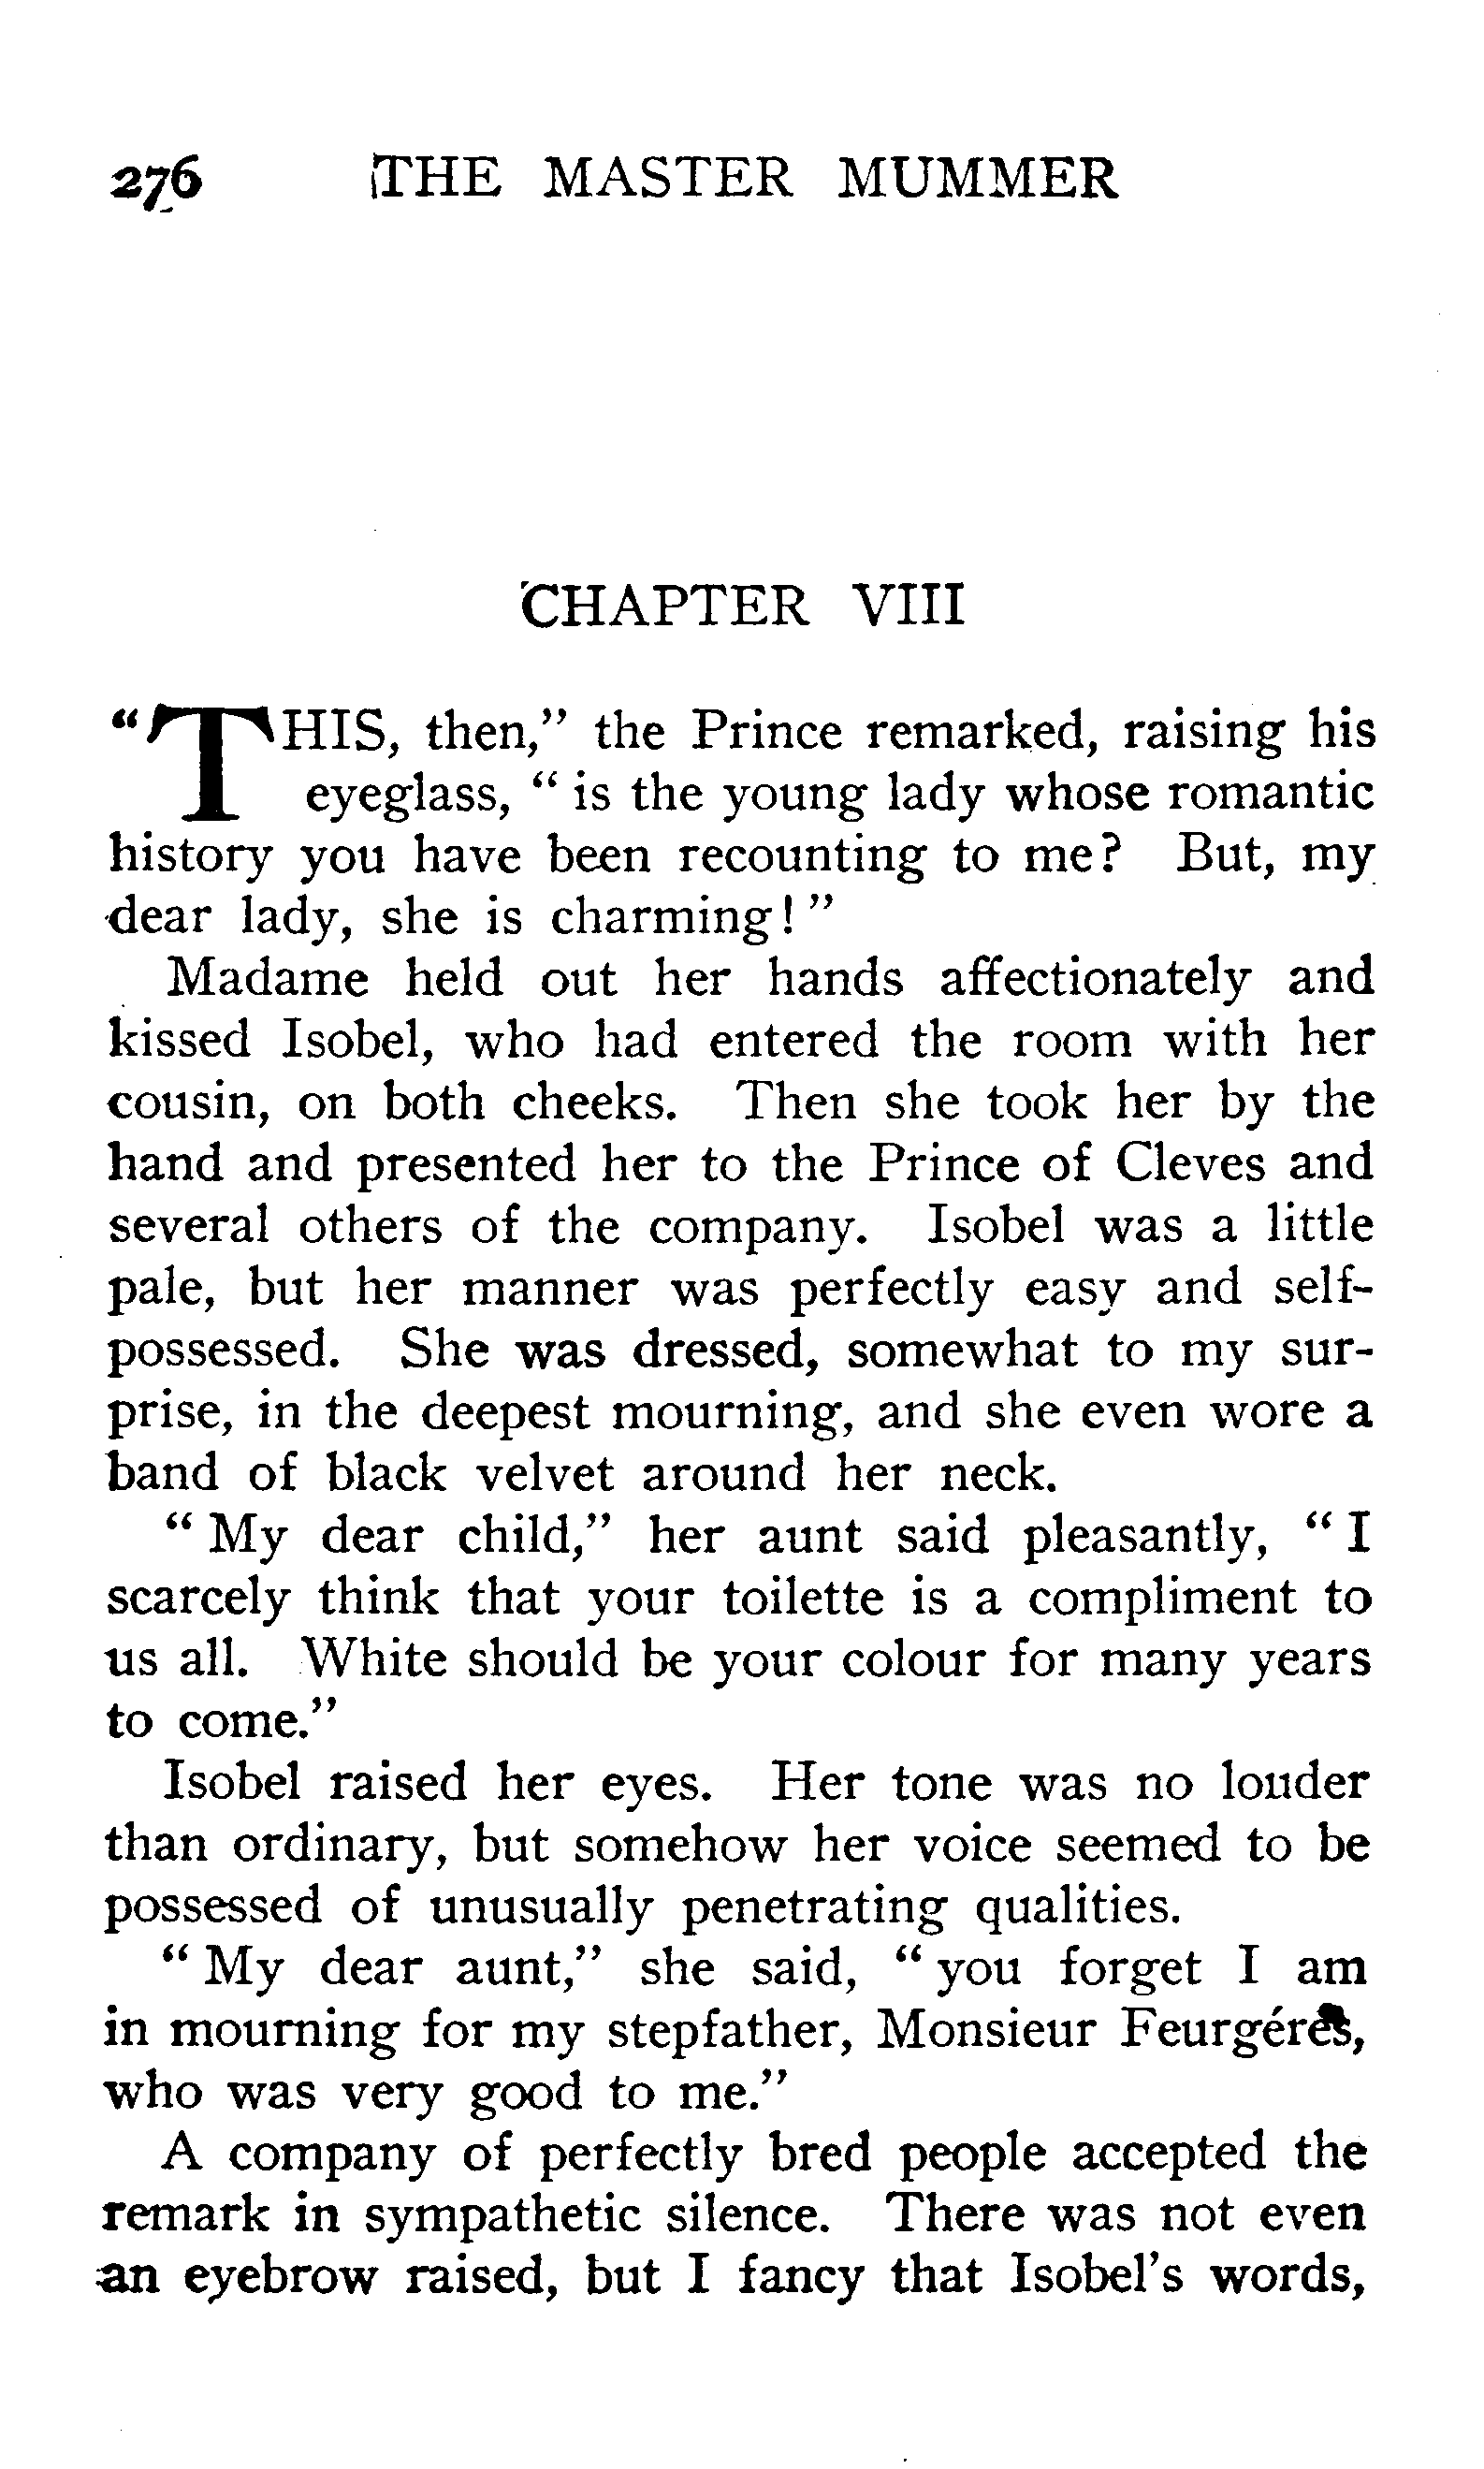 276 THE MASTER MUMMER
CHAPTER VIII
"THIS, then," the Prince remarked, raising his
eyeglass, "is the young lady whose romantic
history you have been recounting to me? But, my
dear lady, she is charming!"
Madame held out her hands affectionately and
kissed Isobel, who had entered the room with her
cousin, on both cheeks. Then she took her by the
hand and presented her to the Prince of Cleves and
several others of the company. Isobel was a little
pale, but her manner was perfectly easy and self-
possessed. She was dressed, somewhat to my sur-
prise, in the deepest mourning, and she even wore a
band of black velvet around her neck.
"My dear child," her aunt said pleasantly, "I
scarcely think that your toilette is a compliment to
us all. White should be your colour for many years
to come."
Isobel raised her eyes. Her tone was no louder
than ordinary, but somehow her voice seemed to be
possessed of unusually penetrating qualities.
"My dear aunt," she said, "you forget I am
in mourning for my stepfather, Monsieur Feurgérés,
who was very good to me."
A company of perfectly bred people accepted the
remark in sympathetic silence. There was not even
an eyebrow raised, but I fancy that Isobel's words,